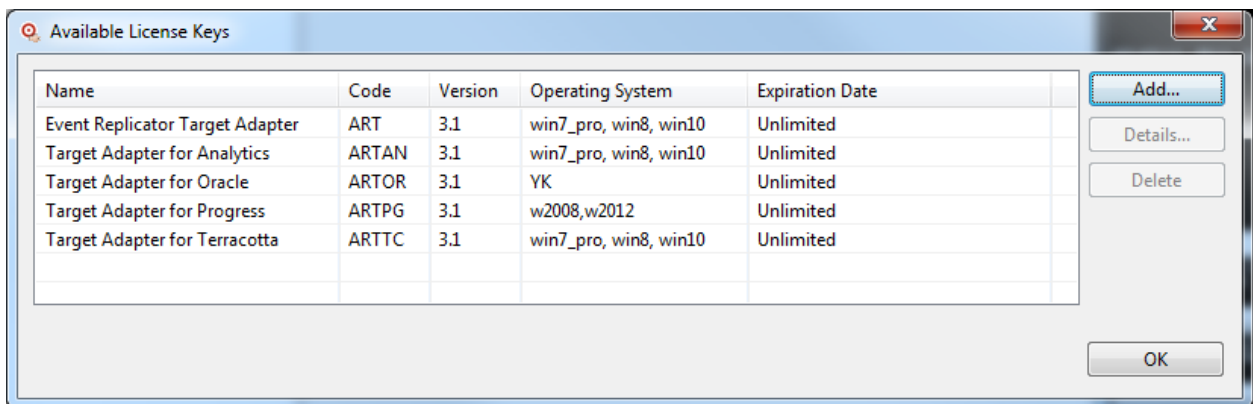 Available License Keys
Name Code Version Operating System Expiration Date
Event Replicator Target Adapter ART 3.1 win7_pro, win8, win10 Unlimited
Target Adapter for Analytics ARTAN 3.1 win7_pro, win8, win10 Unlimited
Target Adapter for Oracle ARTOR 3.1 YK Unlimited
Target Adapter for Progress ARTPG 3.1 w2008,w2012 Unlimited
Target Adapter for Terracotta ARTTC 3.1 win7_pro, win8, win10 Unlimited
Add...
Details...
Delete
OK